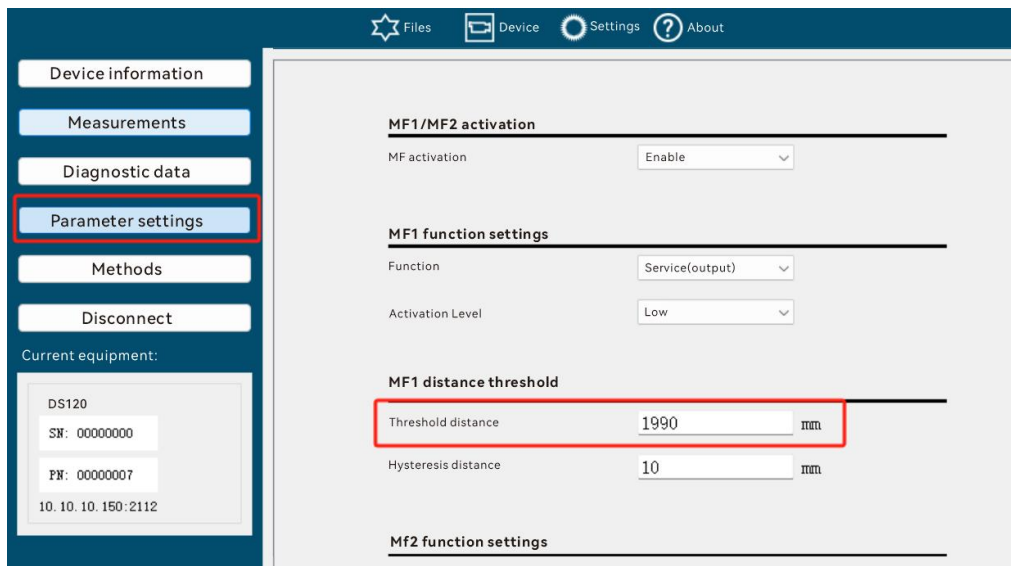 Files Device Settings ? About
Device information
Measurements
Diagnostic data
Parameter settings
Methods
Disconnect
Current equipment:
DS120
SN: 00000000
PN: 00000007
10. 10. 10. 150:2112
MF1/MF2 activation
MF activation Enable
MF1 function settings
Function Service(output)
Activation Level Low
MF1 distance threshold
Threshold distance 1990 mm
Hysteresis distance 10 mm
Mf2 function settings